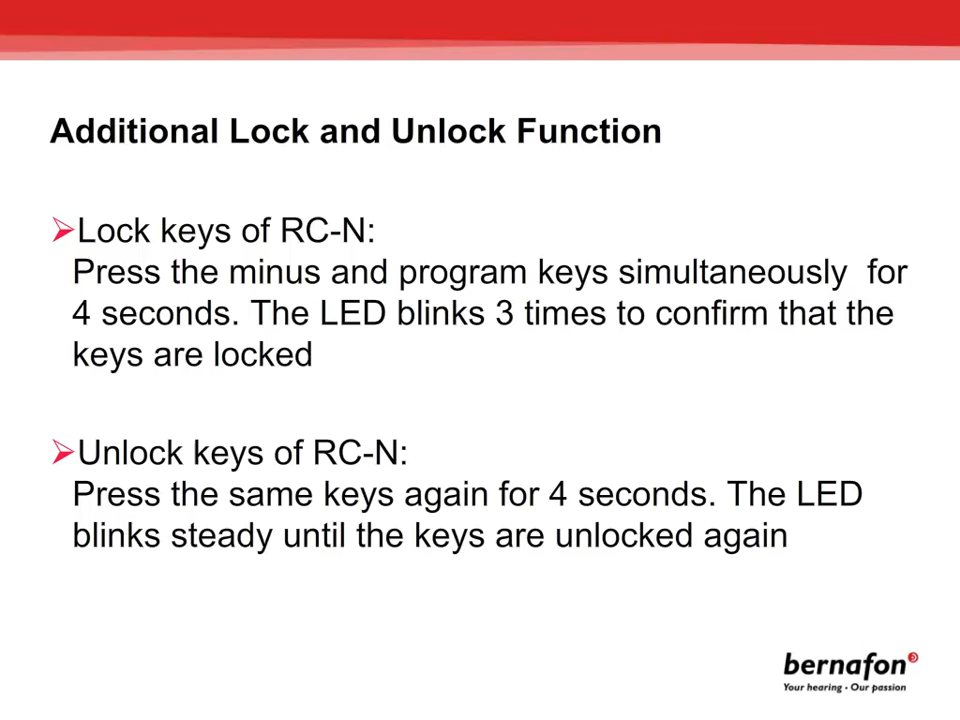 Additional Lock and Unlock Function
Lock keys of RC-N:
Press the minus and program keys simultaneously for
4 seconds. The LED blinks 3 times to confirm that the
keys are locked
Unlock keys of RC-N:
Press the same keys again for 4 seconds. The LED
blinks steady until the keys are unlocked again
bernafon
Your hearing • Our passion